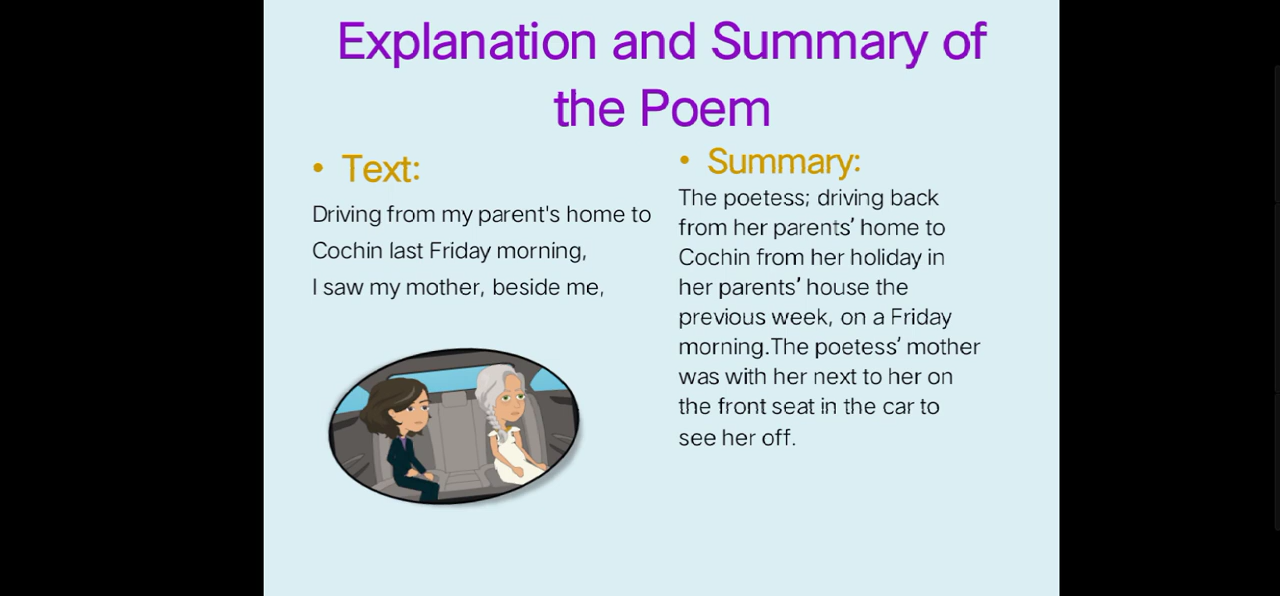 Explanation and Summary of
the Poem
• Text:
Driving from my parent's home to
Cochin last Friday morning,
I saw my mother, beside me,
• Summary:
The poetess; driving back
from her parents’ home to
Cochin from her holiday in
her parents’ house the
previous week, on a Friday
morning.The poetess’ mother
was with her next to her on
the front seat in the car to
see her off.